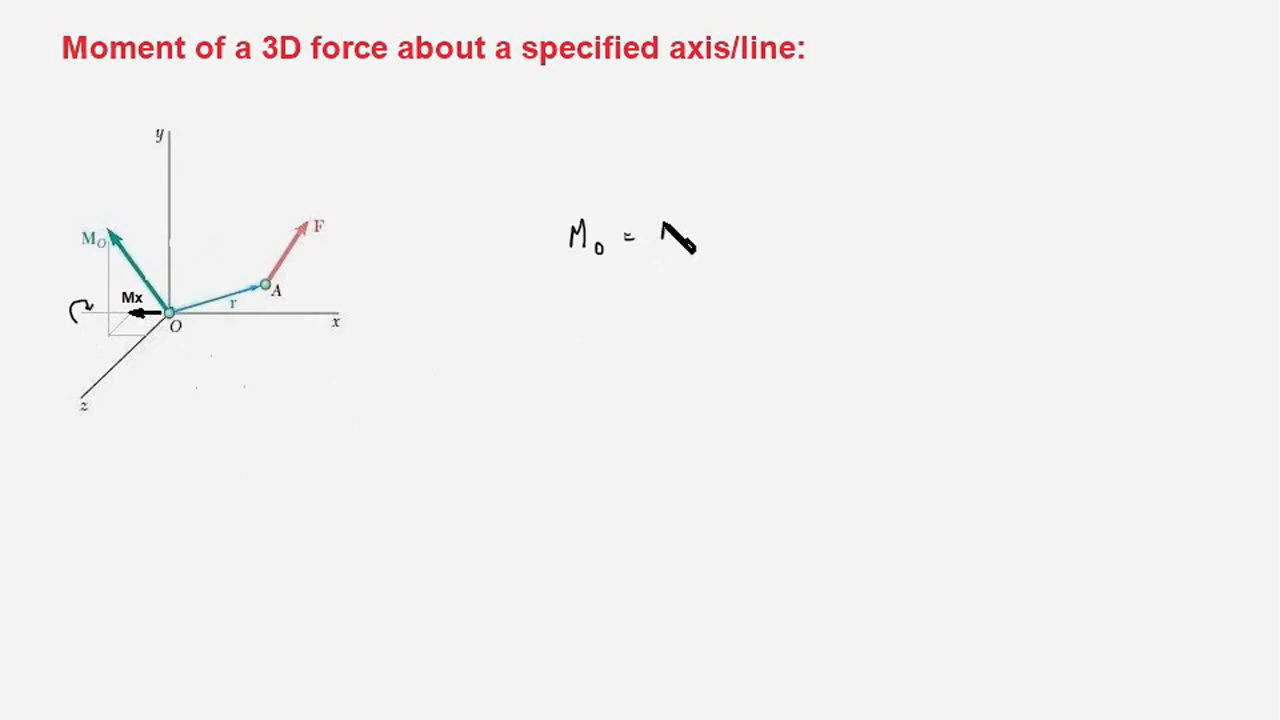 Moment of a 3D force about a specified axis/line:
y
M_O
F
Mx
A
r
O
x
z
M_0 =